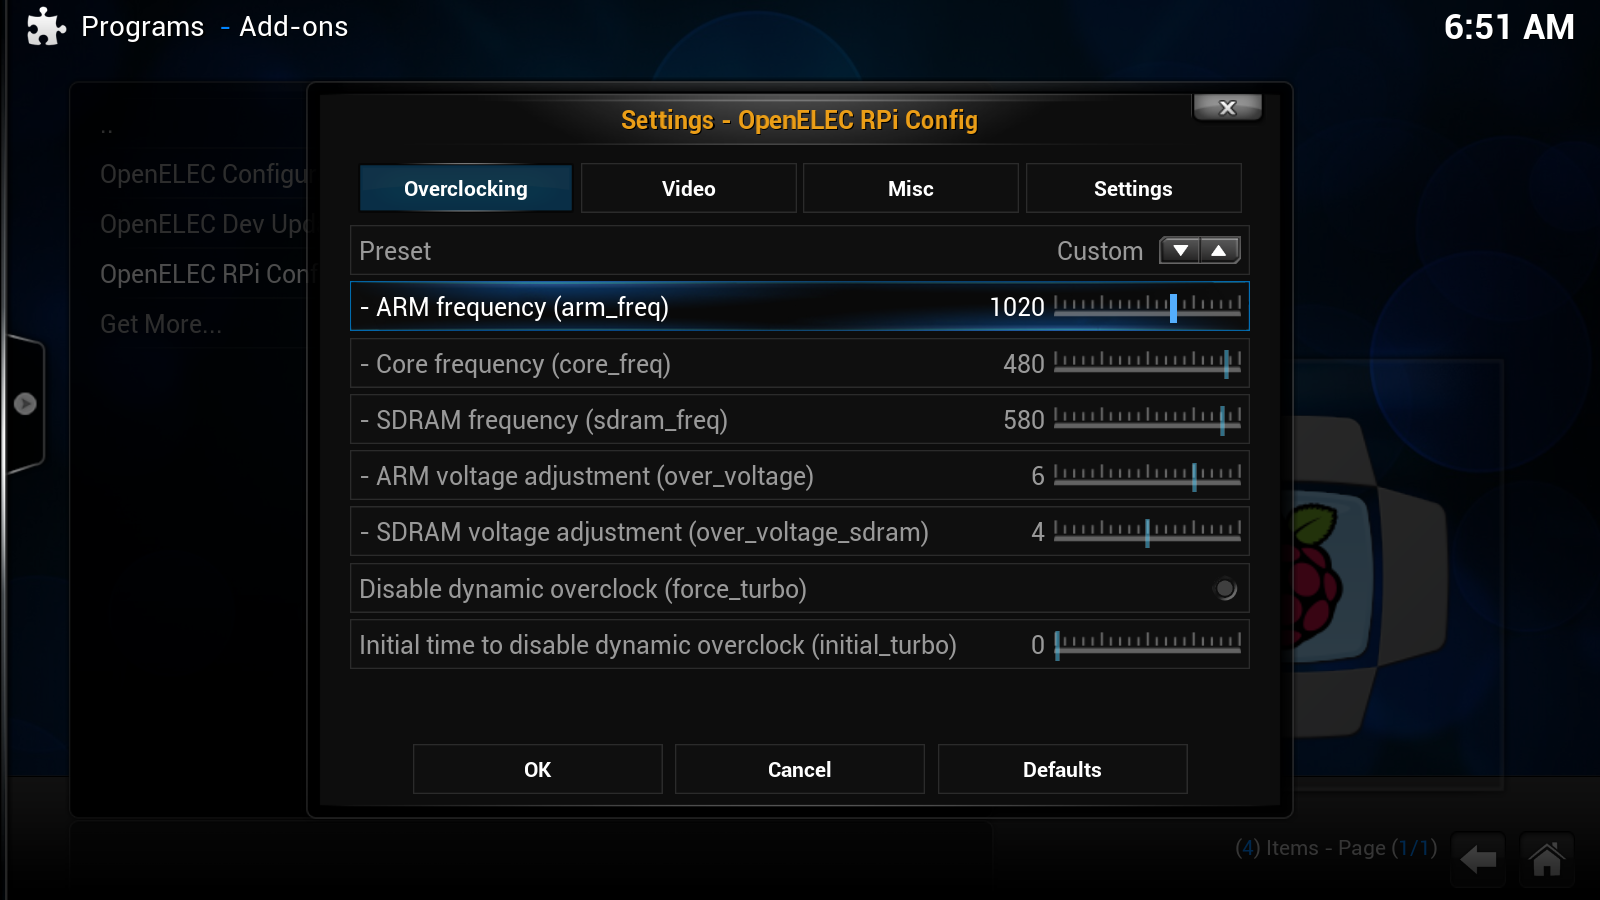 Programs - Add-ons
6:51 AM
..
OpenELEC Configur
OpenELEC Dev Upd
OpenELEC RPi Conf
Get More...
Settings - OpenELEC RPi Config
Overclocking
Video
Misc
Settings
Preset Custom
- ARM frequency (arm_freq) 1020
- Core frequency (core_freq) 480
- SDRAM frequency (sdram_freq) 580
- ARM voltage adjustment (over_voltage) 6
- SDRAM voltage adjustment (over_voltage_sdram) 4
Disable dynamic overclock (force_turbo)
Initial time to disable dynamic overclock (initial_turbo) 0
OK
Cancel
Defaults
(4) Items - Page (1/1)